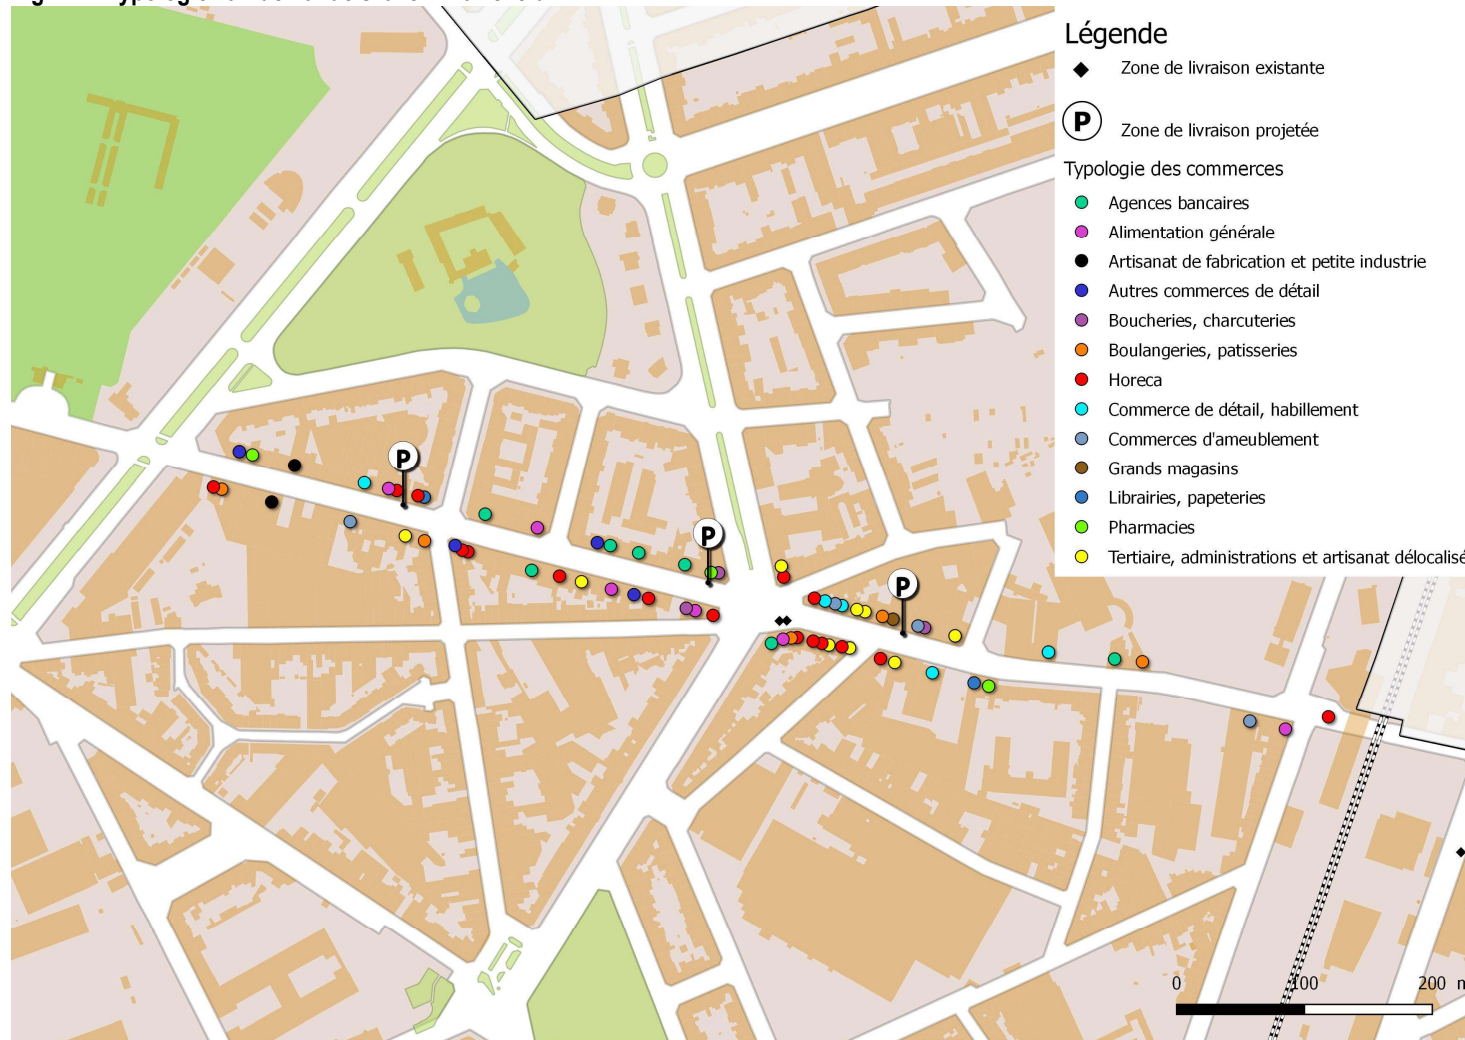 Légende
Zone de livraison existante
P
Zone de livraison projetée
Typologie des commerces
Agences bancaires
Alimentation générale
Artisanat de fabrication et petite industrie
Autres commerces de détail
Boucheries, charcuteries
Boulangeries, patisseries
Horeca
Commerce de détail, habillement
Commerces d'ameublement
Grands magasins
Librairies, papeteries
Pharmacies
Tertiaire, administrations et artisanat délocalisé
P
P
P
0 100 200 m